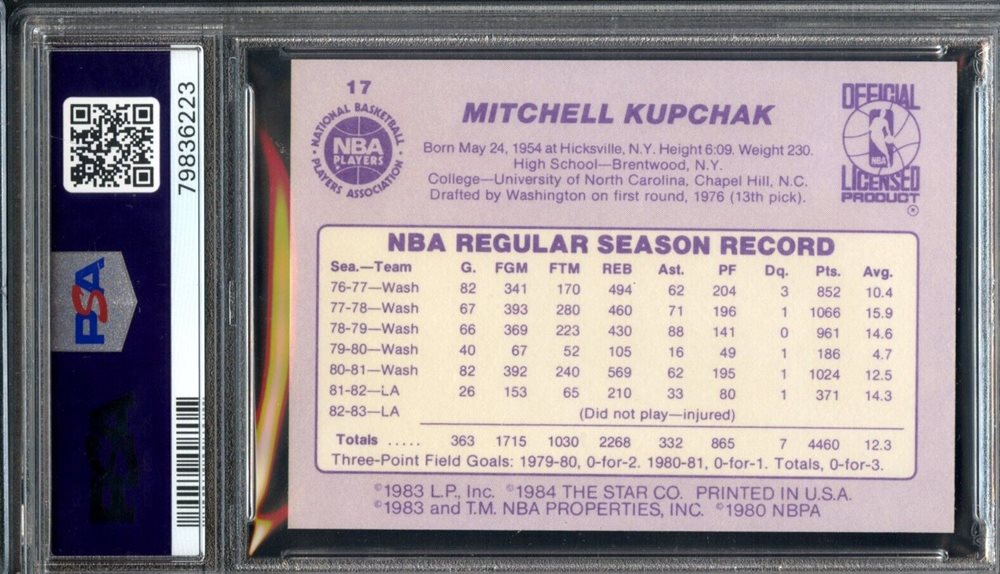 79836223
PSA
PSA
17
NATIONAL BASKETBALL
NBA
PLAYERS
PLAYERS ASSOCIATION
MITCHELL KUPCHAK
Born May 24, 1954 at Hicksville, N.Y. Height 6:09. Weight 230.
High School—Brentwood, N.Y.
College—University of North Carolina, Chapel Hill, N.C.
Drafted by Washington on first round, 1976 (13th pick).
OFFICIAL
NBA
LICENSED
PRODUCT
®
NBA REGULAR SEASON RECORD
Sea.—Team G. FGM FTM REB Ast. PF Dq. Pts. Avg.
76-77—Wash 82 341 170 494 62 204 3 852 10.4
77-78—Wash 67 393 280 460 71 196 1 1066 15.9
78-79—Wash 66 369 223 430 88 141 0 961 14.6
79-80—Wash 40 67 52 105 16 49 1 186 4.7
80-81—Wash 82 392 240 569 62 195 1 1024 12.5
81-82—LA 26 153 65 210 33 80 1 371 14.3
82-83—LA (Did not play—injured)
Totals ..... 363 1715 1030 2268 332 865 7 4460 12.3
Three-Point Field Goals: 1979-80, 0-for-2. 1980-81, 0-for-1. Totals, 0-for-3.
©1983 L.P., Inc. ©1984 THE STAR CO. PRINTED IN U.S.A.
©1983 and T.M. NBA PROPERTIES, INC. ©1980 NBPA